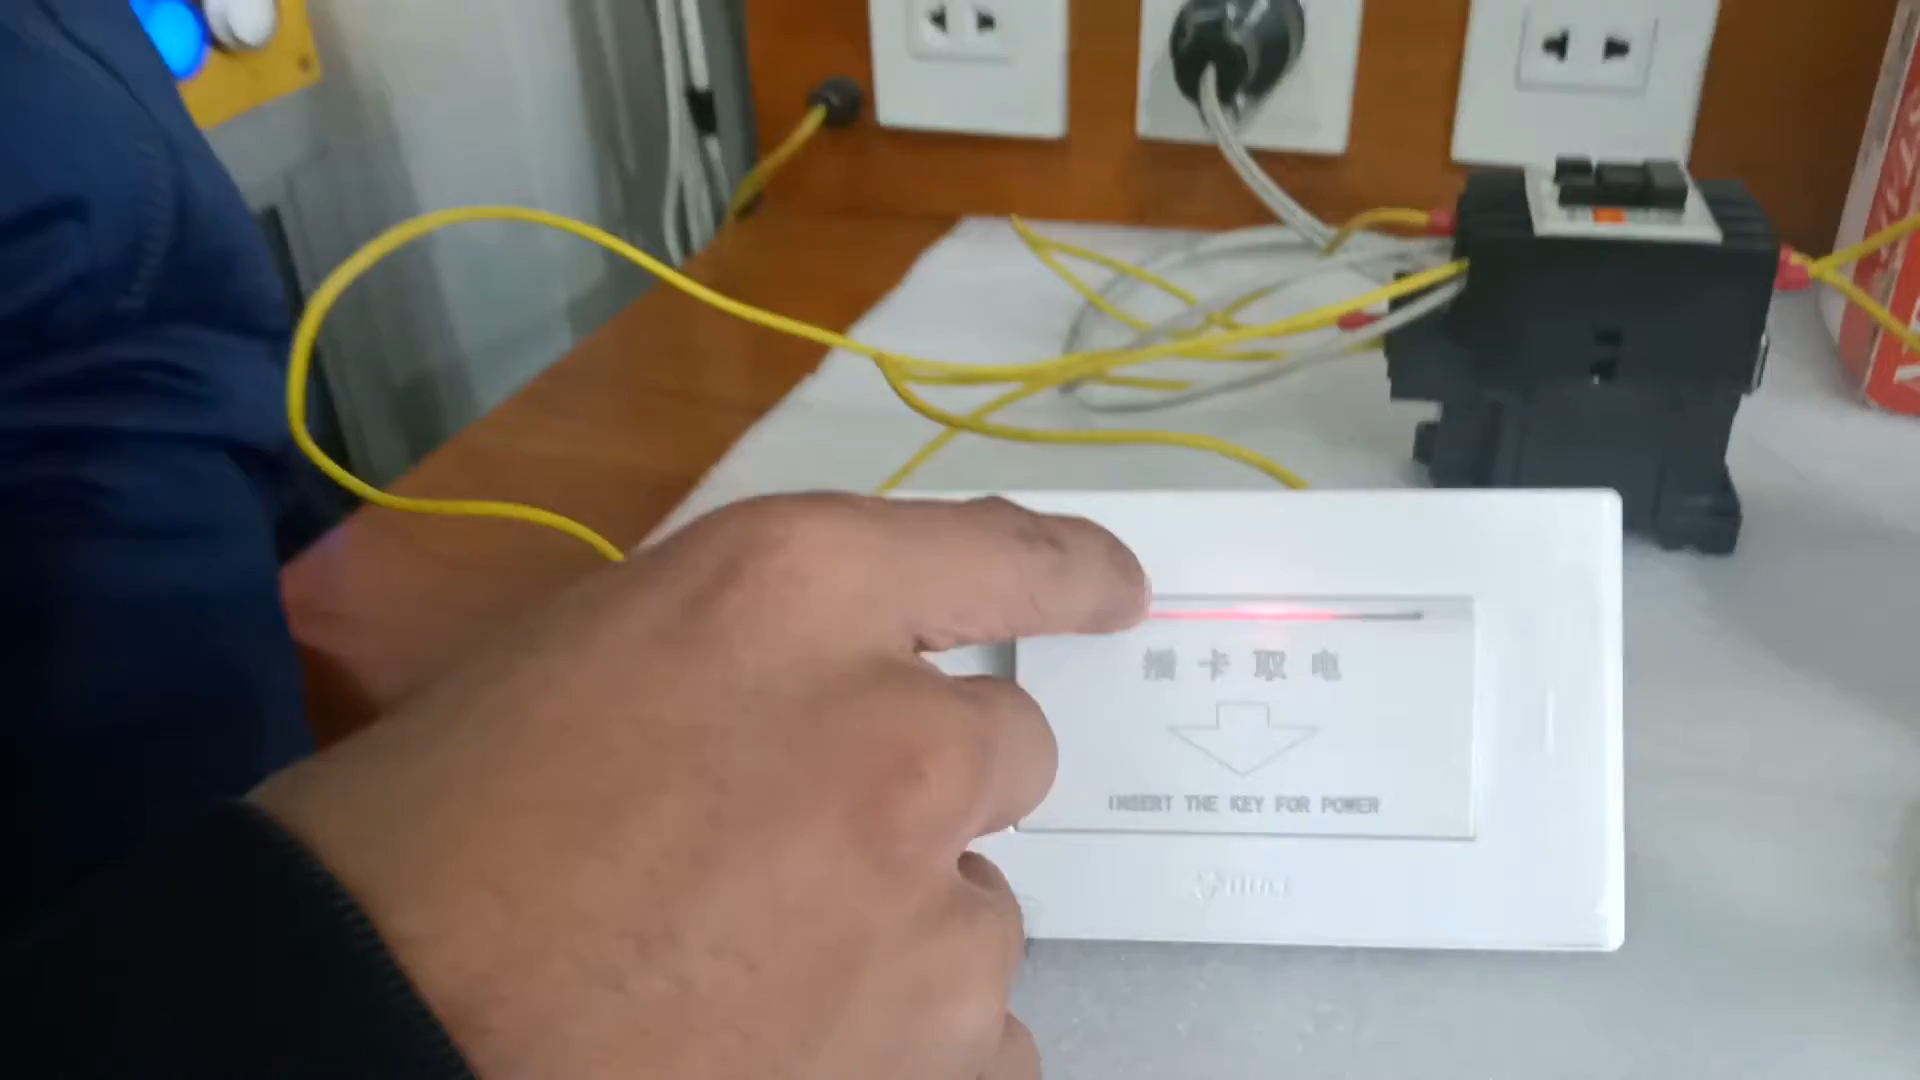 插卡取电
INSERT THE KEY FOR POWER